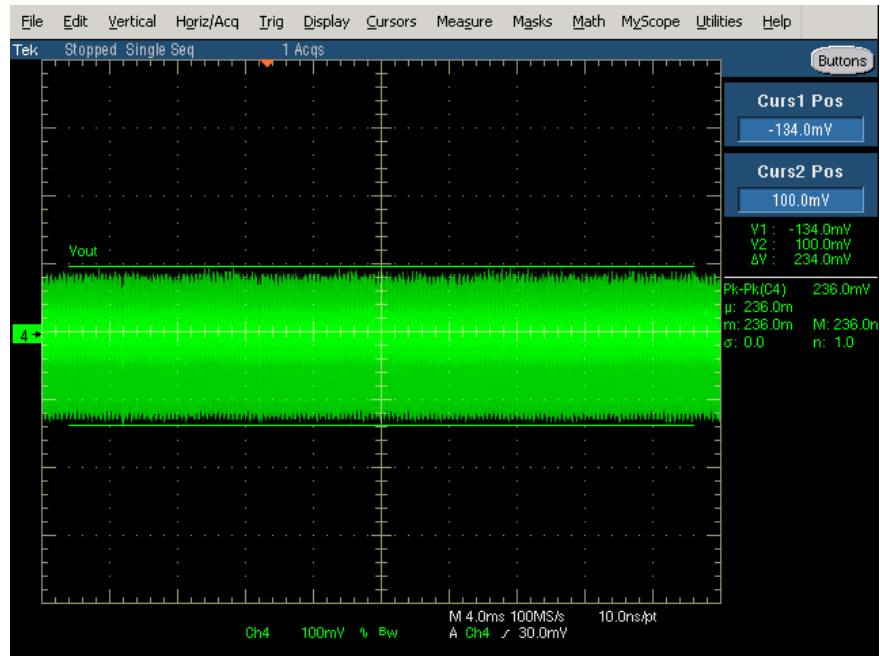 File Edit Vertical Horiz/Acq Trig Display Cursors Measure Masks Math MyScope Utilities Help
Tek Stopped Single Seq 1 Acqs
Buttons
Curs1 Pos
-134.0mV
Curs2 Pos
100.0mV
V1 : -134.0mV
V2 : 100.0mV
ΔV : 234.0mV
Vout
Pk-Pk(C4) 236.0mV
µ: 236.0m
m: 236.0m M: 236.0m
σ: 0.0 n: 1.0
4
M 4.0ms 100MS/s 10.0ns/pt
Ch4 100mV ∿ Bw A Ch4 ∕ 30.0mV